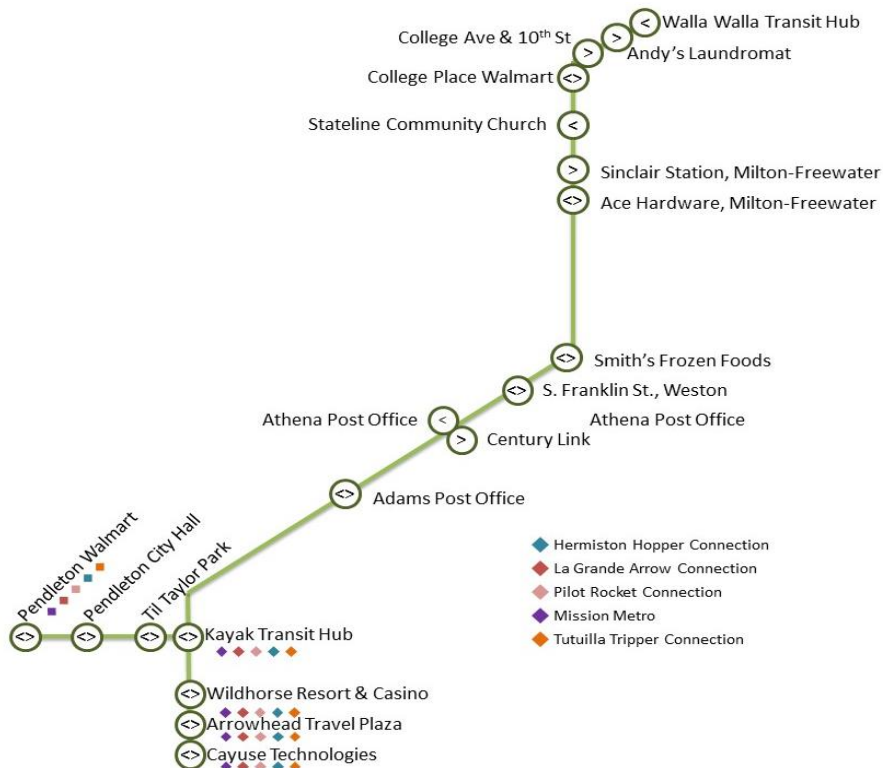 Walla Walla Transit Hub
College Ave & 10th St
Andy's Laundromat
College Place Walmart
Stateline Community Church
Sinclair Station, Milton-Freewater
Ace Hardware, Milton-Freewater
Smith's Frozen Foods
S. Franklin St., Weston
Athena Post Office
Athena Post Office
Century Link
Adams Post Office
Pendleton Walmart
Pendleton City Hall
Til Taylor Park
Kayak Transit Hub
Wildhorse Resort & Casino
Arrowhead Travel Plaza
Cayuse Technologies
Hermiston Hopper Connection
La Grande Arrow Connection
Pilot Rocket Connection
Mission Metro
Tutuilla Tripper Connection